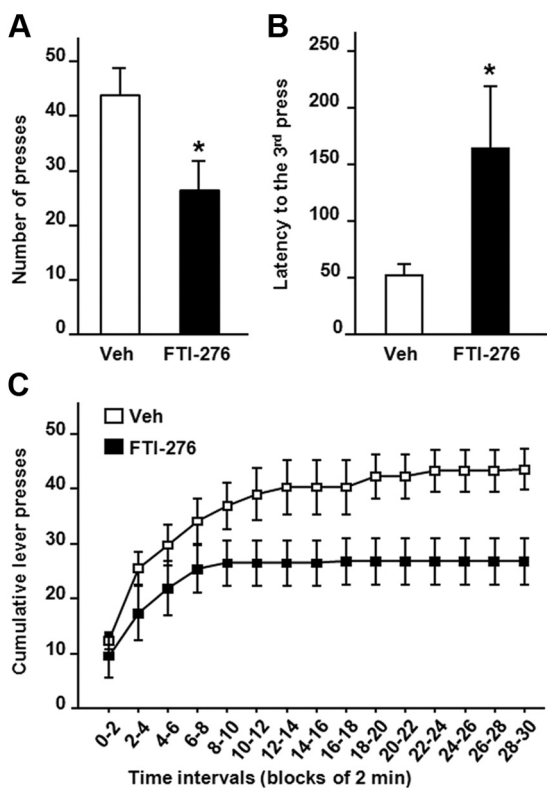 A
Number of presses
50
40
30
20
10
0
*
Veh FTI-276
B
Latency to the 3rd press
250
200
150
100
50
0
*
Veh FTI-276
C
Cumulative lever presses
50
40
30
20
10
0
Veh
FTI-276
0-2 2-4 4-6 6-8 8-10 10-12 12-14 14-16 16-18 18-20 20-22 22-24 24-26 26-28 28-30
Time intervals (blocks of 2 min)